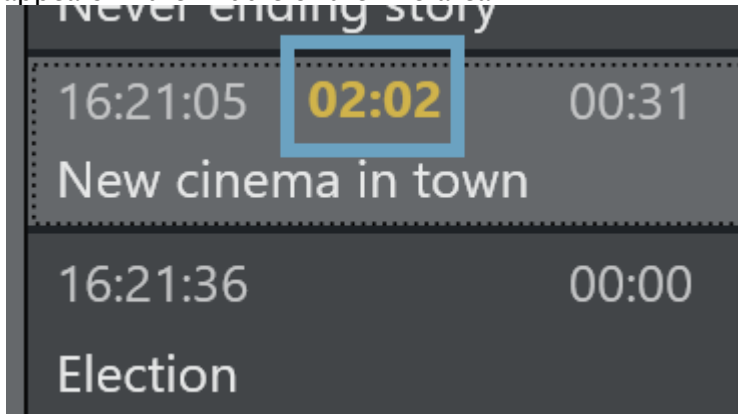 Never ending story
16:21:05 02:02 00:31
New cinema in town
16:21:36 00:00
Election